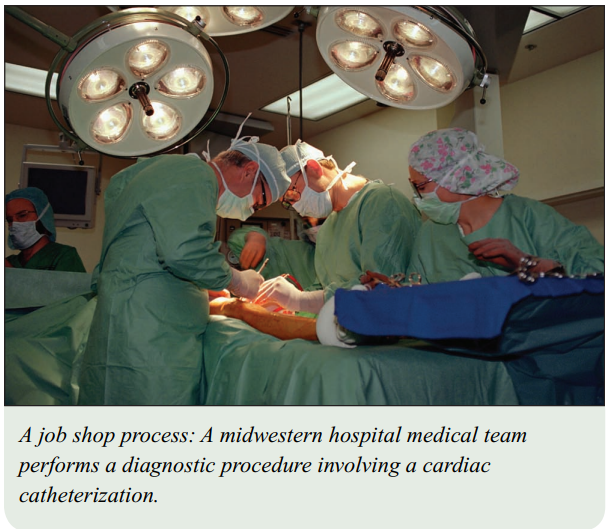 A job shop process: A midwestern hospital medical team
performs a diagnostic procedure involving a cardiac
catheterization.